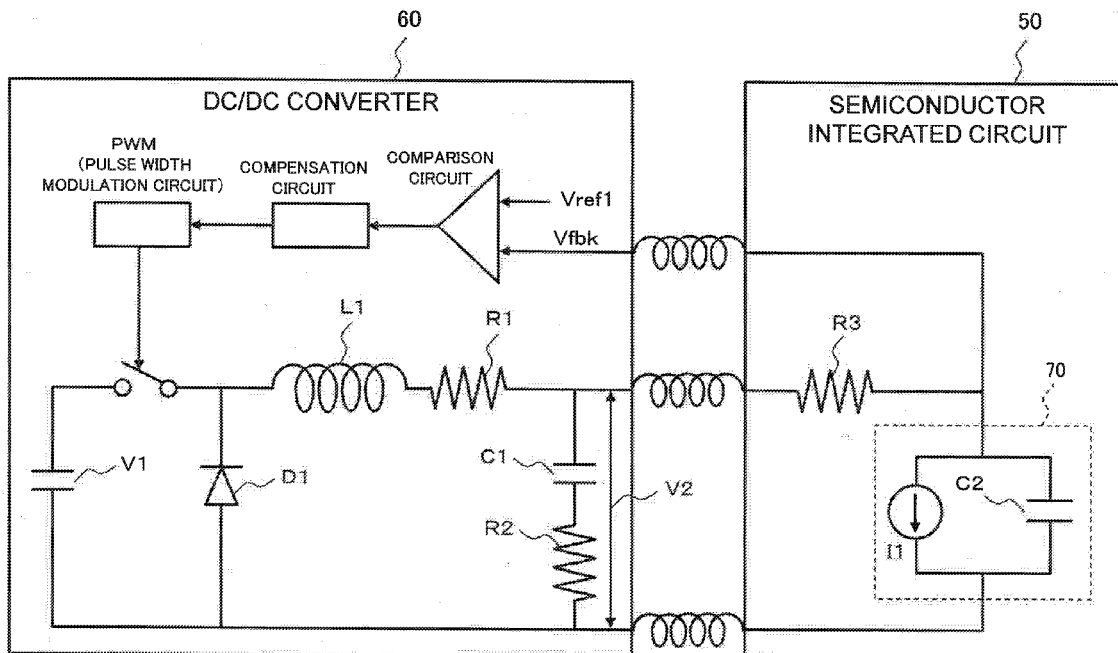 60
50
DC/DC CONVERTER
SEMICONDUCTOR
INTEGRATED CIRCUIT
PWM
(PULSE WIDTH
MODULATION CIRCUIT)
COMPENSATION
CIRCUIT
COMPARISON
CIRCUIT
Vref1
Vfbk
L1
R1
R3
70
V1
D1
C1
V2
R2
C2
I1